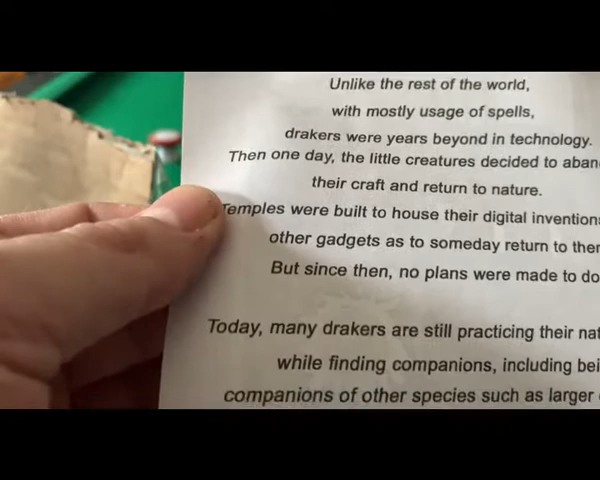 Unlike the rest of the world,
with mostly usage of spells,
drakers were years beyond in technology.
Then one day, the little creatures decided to aban
their craft and return to nature.
Temples were built to house their digital inventions
other gadgets as to someday return to ther
But since then, no plans were made to do
Today, many drakers are still practicing their nat
while finding companions, including bei
companions of other species such as larger